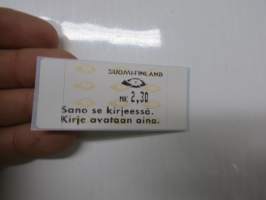 SUOMI-FINLAND
MK 2,30
Sano se kirjeessä.
Kirje avataan aina.